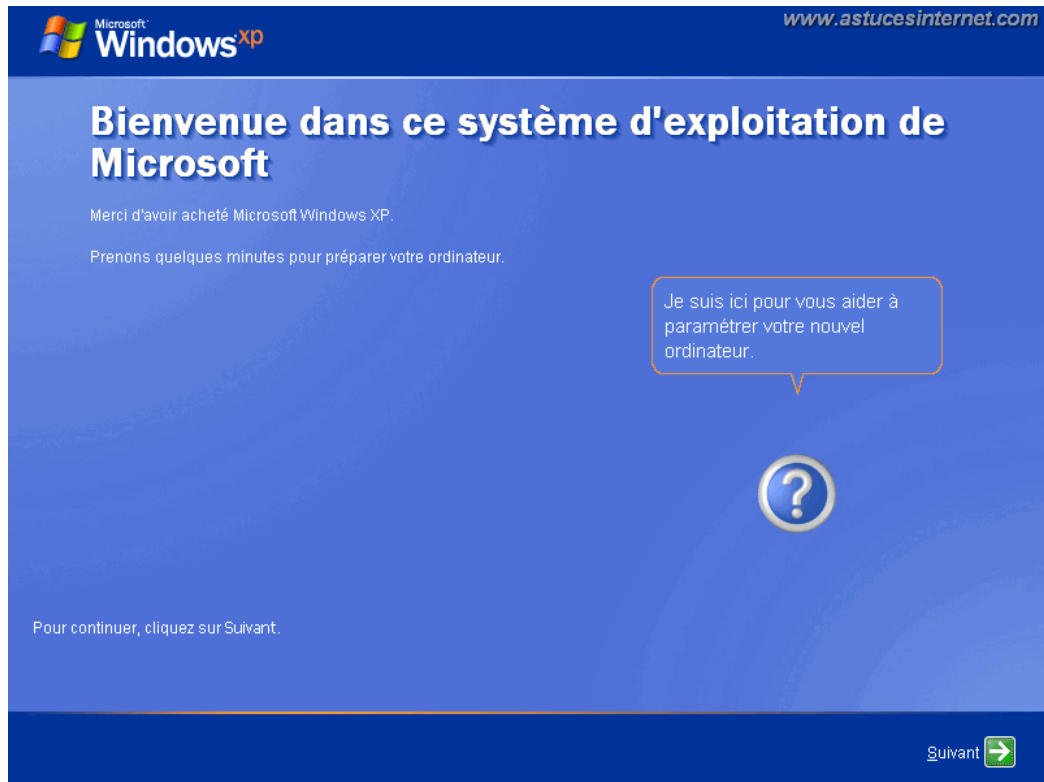 Microsoft
Windows xp
www.astucesinternet.com
Bienvenue dans ce système d'exploitation de
Microsoft
Merci d'avoir acheté Microsoft Windows XP.
Prenons quelques minutes pour préparer votre ordinateur.
Je suis ici pour vous aider à
paramétrer votre nouvel
ordinateur.
?
Pour continuer, cliquez sur Suivant.
Suivant